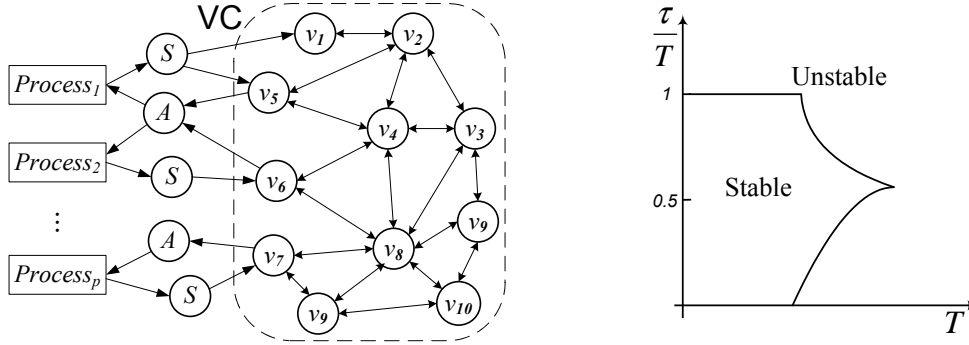 VC
S
v1
v2
Process1
v5
A
v4
v3
Process2
S
v6
...
A
v9
v7
v8
Processp
S
v9
v10
τ
T
Unstable
1
Stable
0.5
T